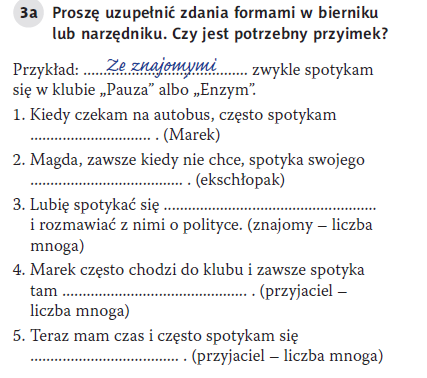 3a Proszę uzupełnić zdania formami w bierniku
lub narzędniku. Czy jest potrzebny przyimek?
Przykład: ..... Ze znajomymi ..... zwykle spotykam
się w klubie „Pauza” albo „Enzym”.
1. Kiedy czekam na autobus, często spotykam
............................... . (Marek)
2. Magda, zawsze kiedy nie chce, spotyka swojego
....................................... . (ekschłopak)
3. Lubię spotykać się .......................................................
i rozmawiać z nimi o polityce. (znajomy – liczba
mnoga)
4. Marek często chodzi do klubu i zawsze spotyka
tam ............................................... . (przyjaciel –
liczba mnoga)
5. Teraz mam czas i często spotykam się
...................................... . (przyjaciel – liczba mnoga)